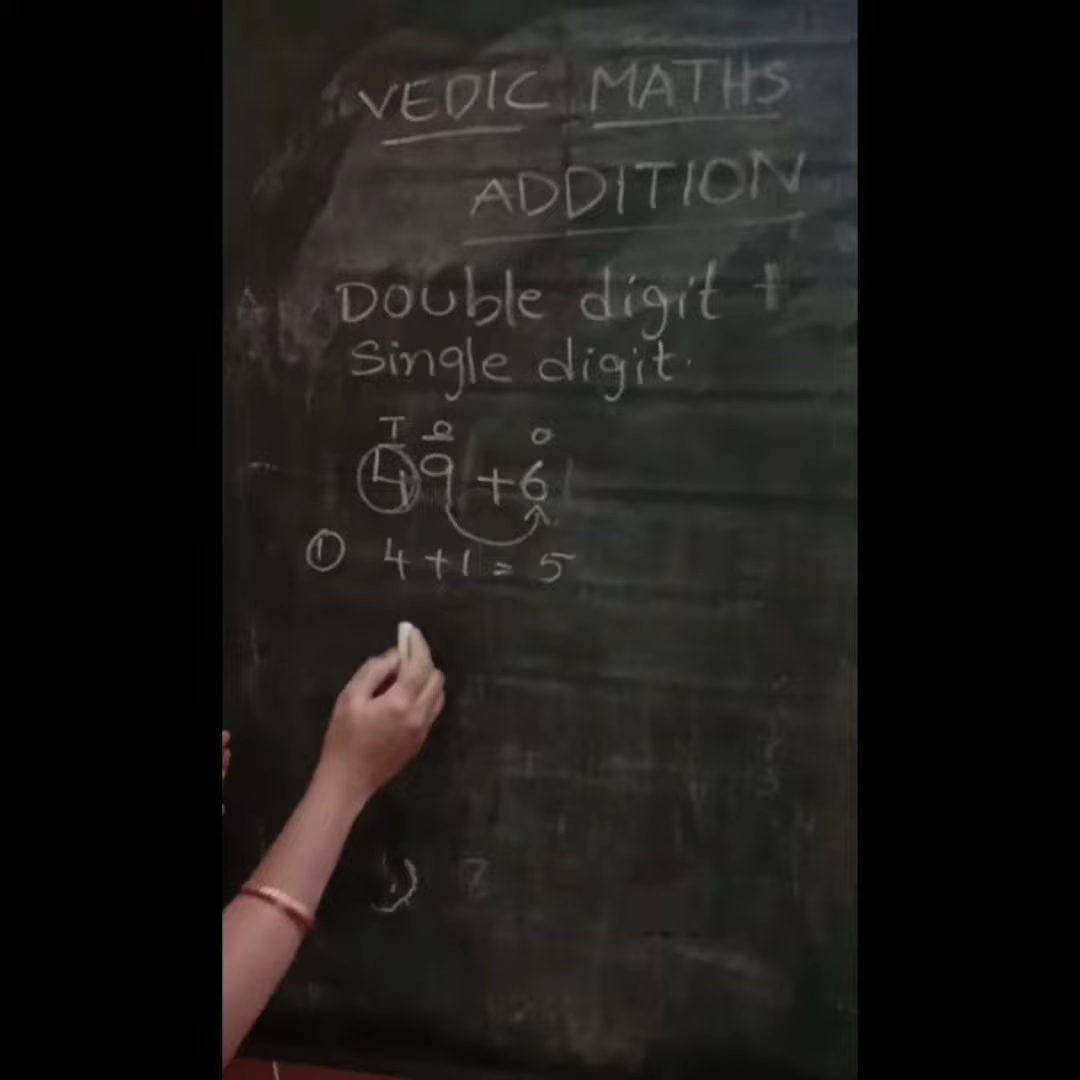 VEDIC MATHS
ADDITION
Double digit +
Single digit.
T O O
49 + 6
① 4 + 1 = 5